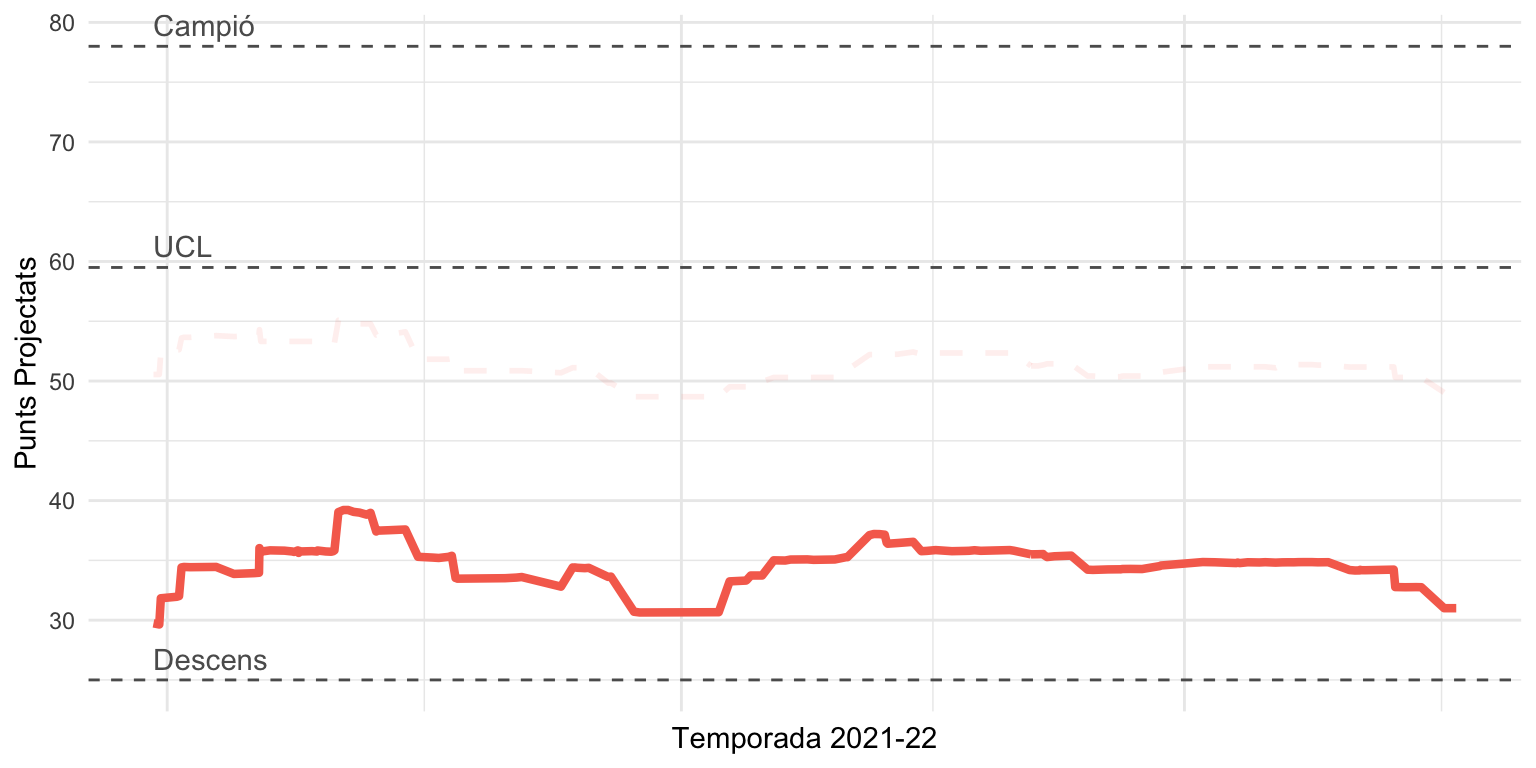 80
Campió
70
UCL
60
50
40
30
Descens
Punts Projectats
Temporada 2021-22